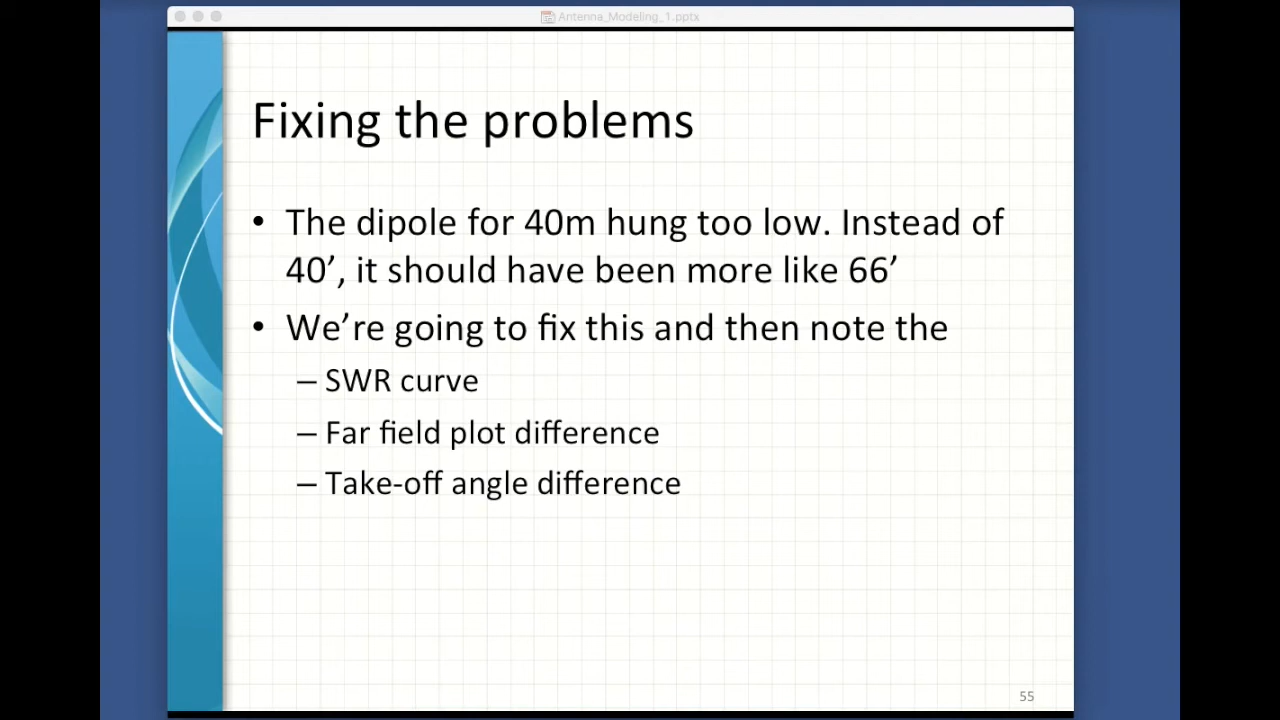 Antenna_Modeling_1.pptx
Fixing the problems
• The dipole for 40m hung too low. Instead of
40’, it should have been more like 66’
• We’re going to fix this and then note the
– SWR curve
– Far field plot difference
– Take-off angle difference
55